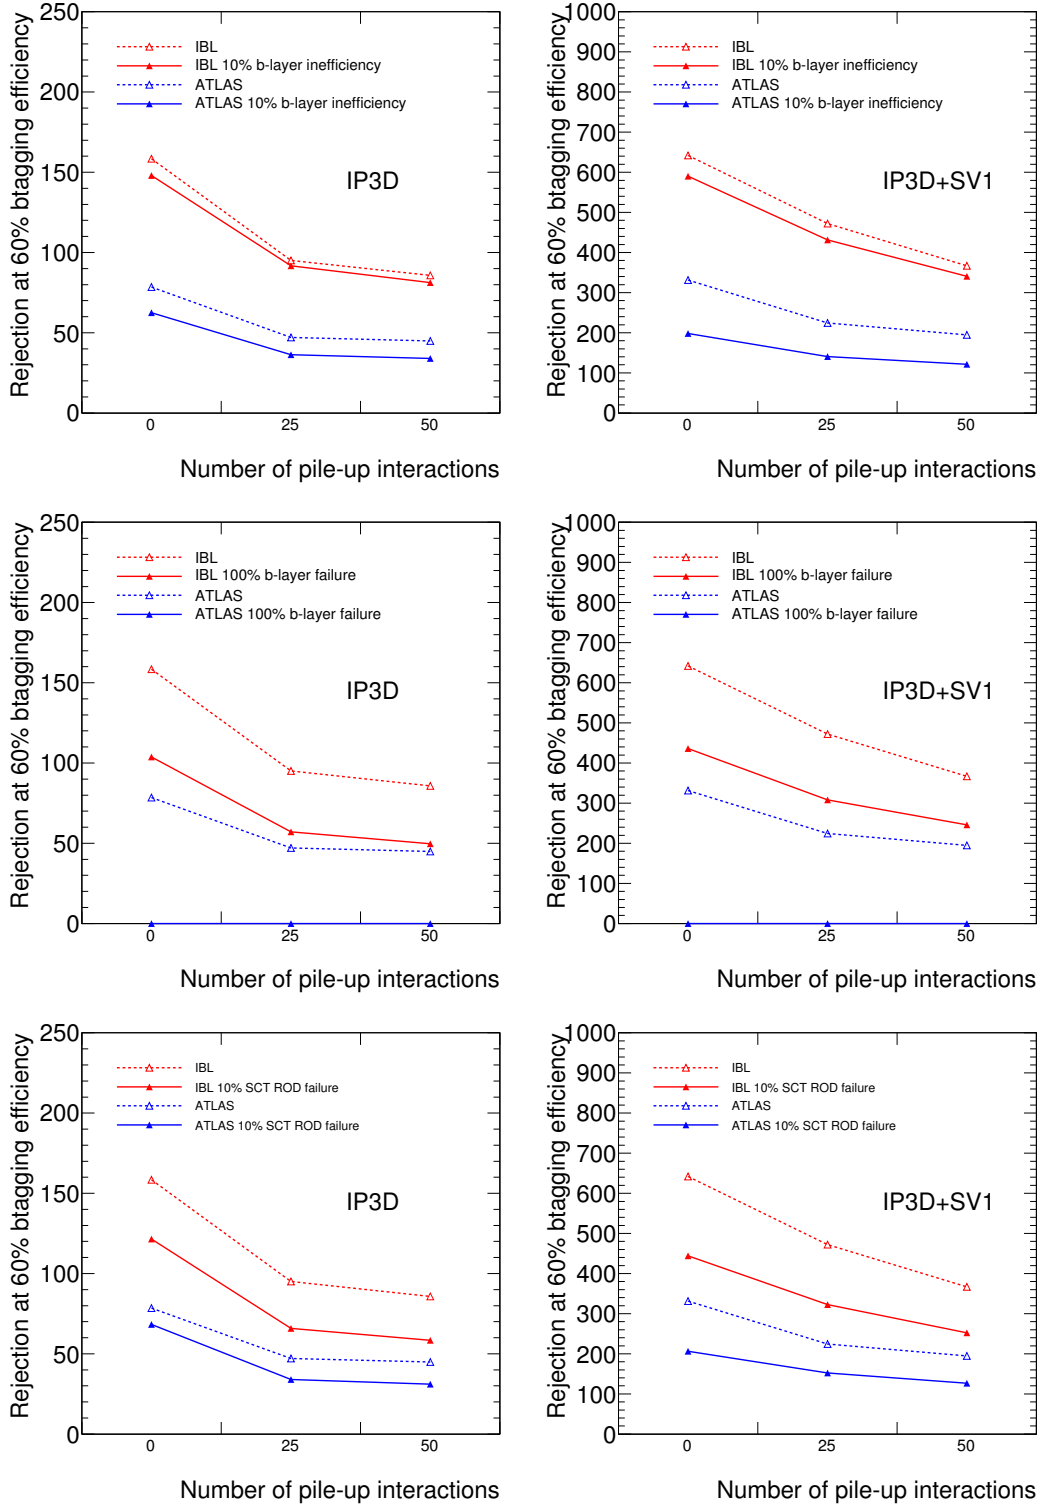 Rejection at 60% btagging efficiency
250
200
150
100
50
0
IBL
IBL 10% b-layer inefficiency
ATLAS
ATLAS 10% b-layer inefficiency
IP3D
0 25 50
Number of pile-up interactions
Rejection at 60% btagging efficiency
1000
900
800
700
600
500
400
300
200
100
0
IBL
IBL 10% b-layer inefficiency
ATLAS
ATLAS 10% b-layer inefficiency
IP3D+SV1
0 25 50
Number of pile-up interactions
Rejection at 60% btagging efficiency
250
200
150
100
50
0
IBL
IBL 100% b-layer failure
ATLAS
ATLAS 100% b-layer failure
IP3D
0 25 50
Number of pile-up interactions
Rejection at 60% btagging efficiency
1000
900
800
700
600
500
400
300
200
100
0
IBL
IBL 100% b-layer failure
ATLAS
ATLAS 100% b-layer failure
IP3D+SV1
0 25 50
Number of pile-up interactions
Rejection at 60% btagging efficiency
250
200
150
100
50
0
IBL
IBL 10% SCT ROD failure
ATLAS
ATLAS 10% SCT ROD failure
IP3D
0 25 50
Number of pile-up interactions
Rejection at 60% btagging efficiency
1000
900
800
700
600
500
400
300
200
100
0
IBL
IBL 10% SCT ROD failure
ATLAS
ATLAS 10% SCT ROD failure
IP3D+SV1
0 25 50
Number of pile-up interactions